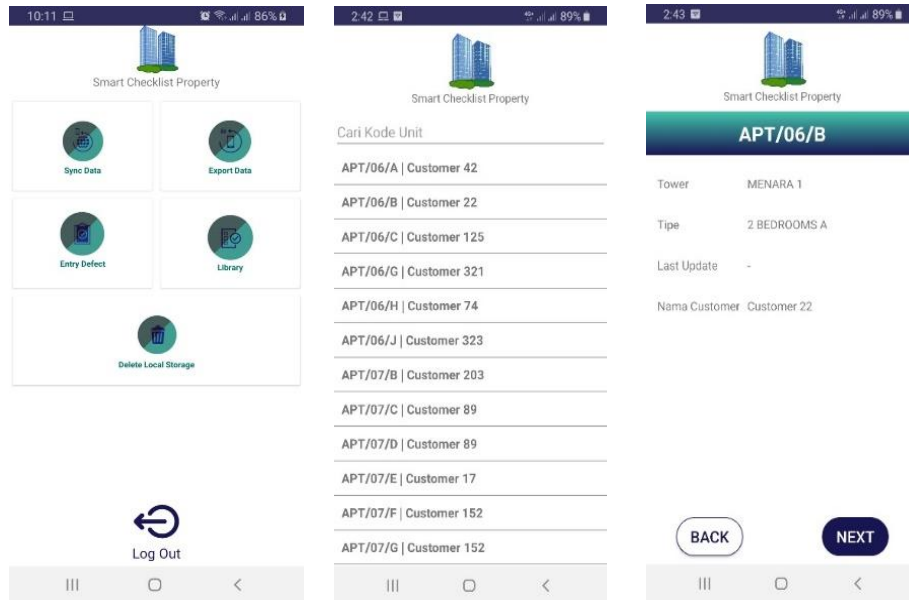 10:11
86%
Smart Checklist Property
Sync Data
Export Data
Entry Defect
Library
Delete Local Storage
Log Out
2:42
89%
Smart Checklist Property
Cari Kode Unit
APT/06/A | Customer 42
APT/06/B | Customer 22
APT/06/C | Customer 125
APT/06/G | Customer 321
APT/06/H | Customer 74
APT/06/J | Customer 323
APT/07/B | Customer 203
APT/07/C | Customer 89
APT/07/D | Customer 89
APT/07/E | Customer 17
APT/07/F | Customer 152
APT/07/G | Customer 152
2:43
89%
Smart Checklist Property
APT/06/B
Tower MENARA 1
Tipe 2 BEDROOMS A
Last Update -
Nama Customer Customer 22
BACK
NEXT